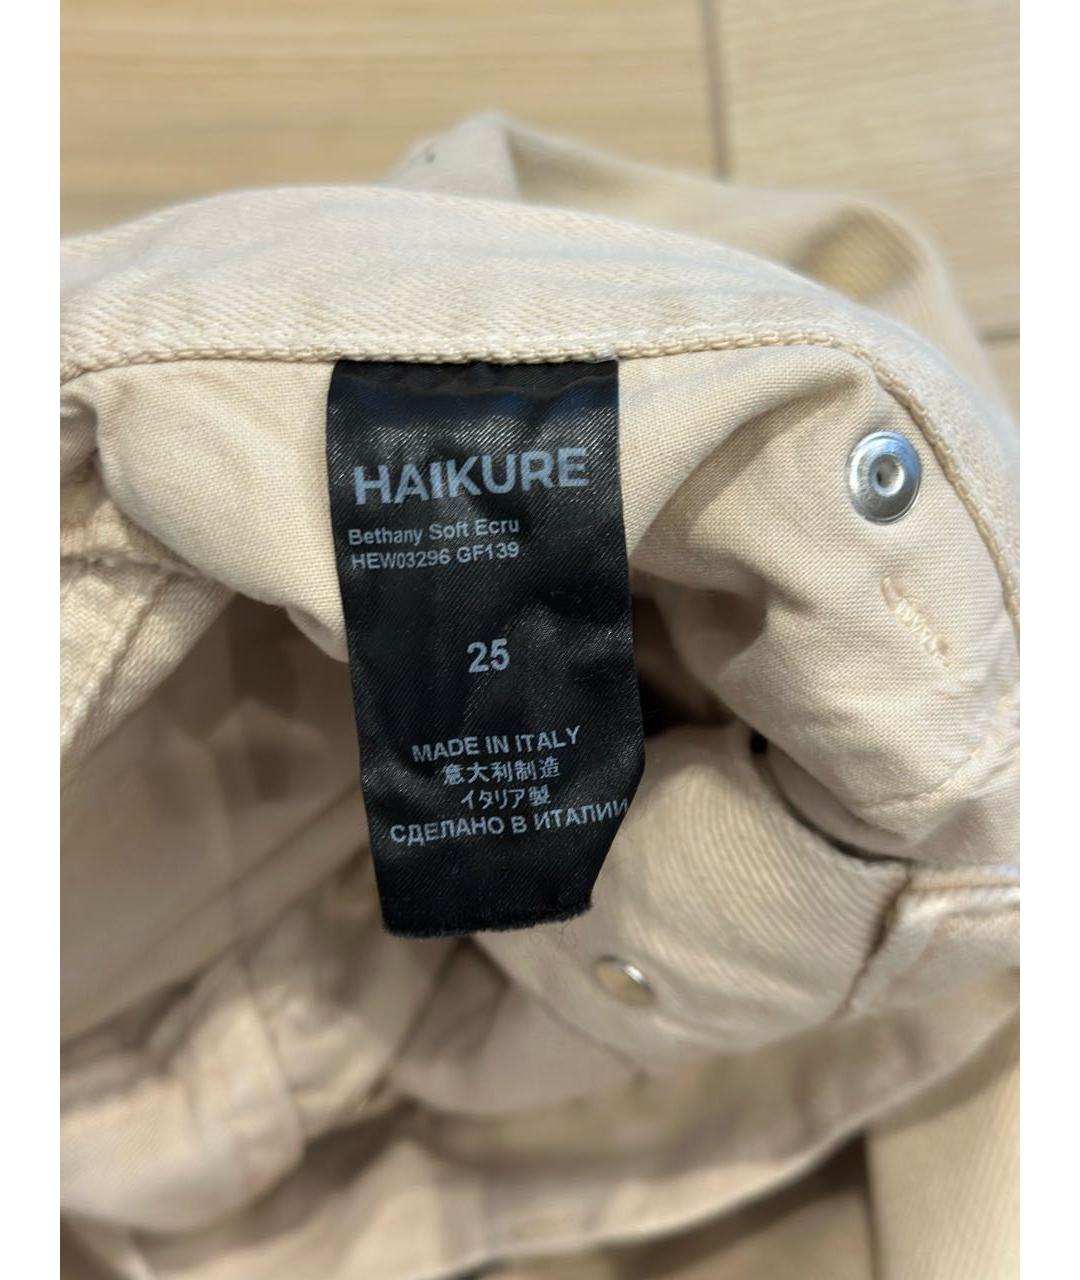 HAIKURE
Bethany Soft Ecru
HEW03296 GF139
25
MADE IN ITALY
意大利制造
イタリア製
СДЕЛАНО В ИТАЛИИ